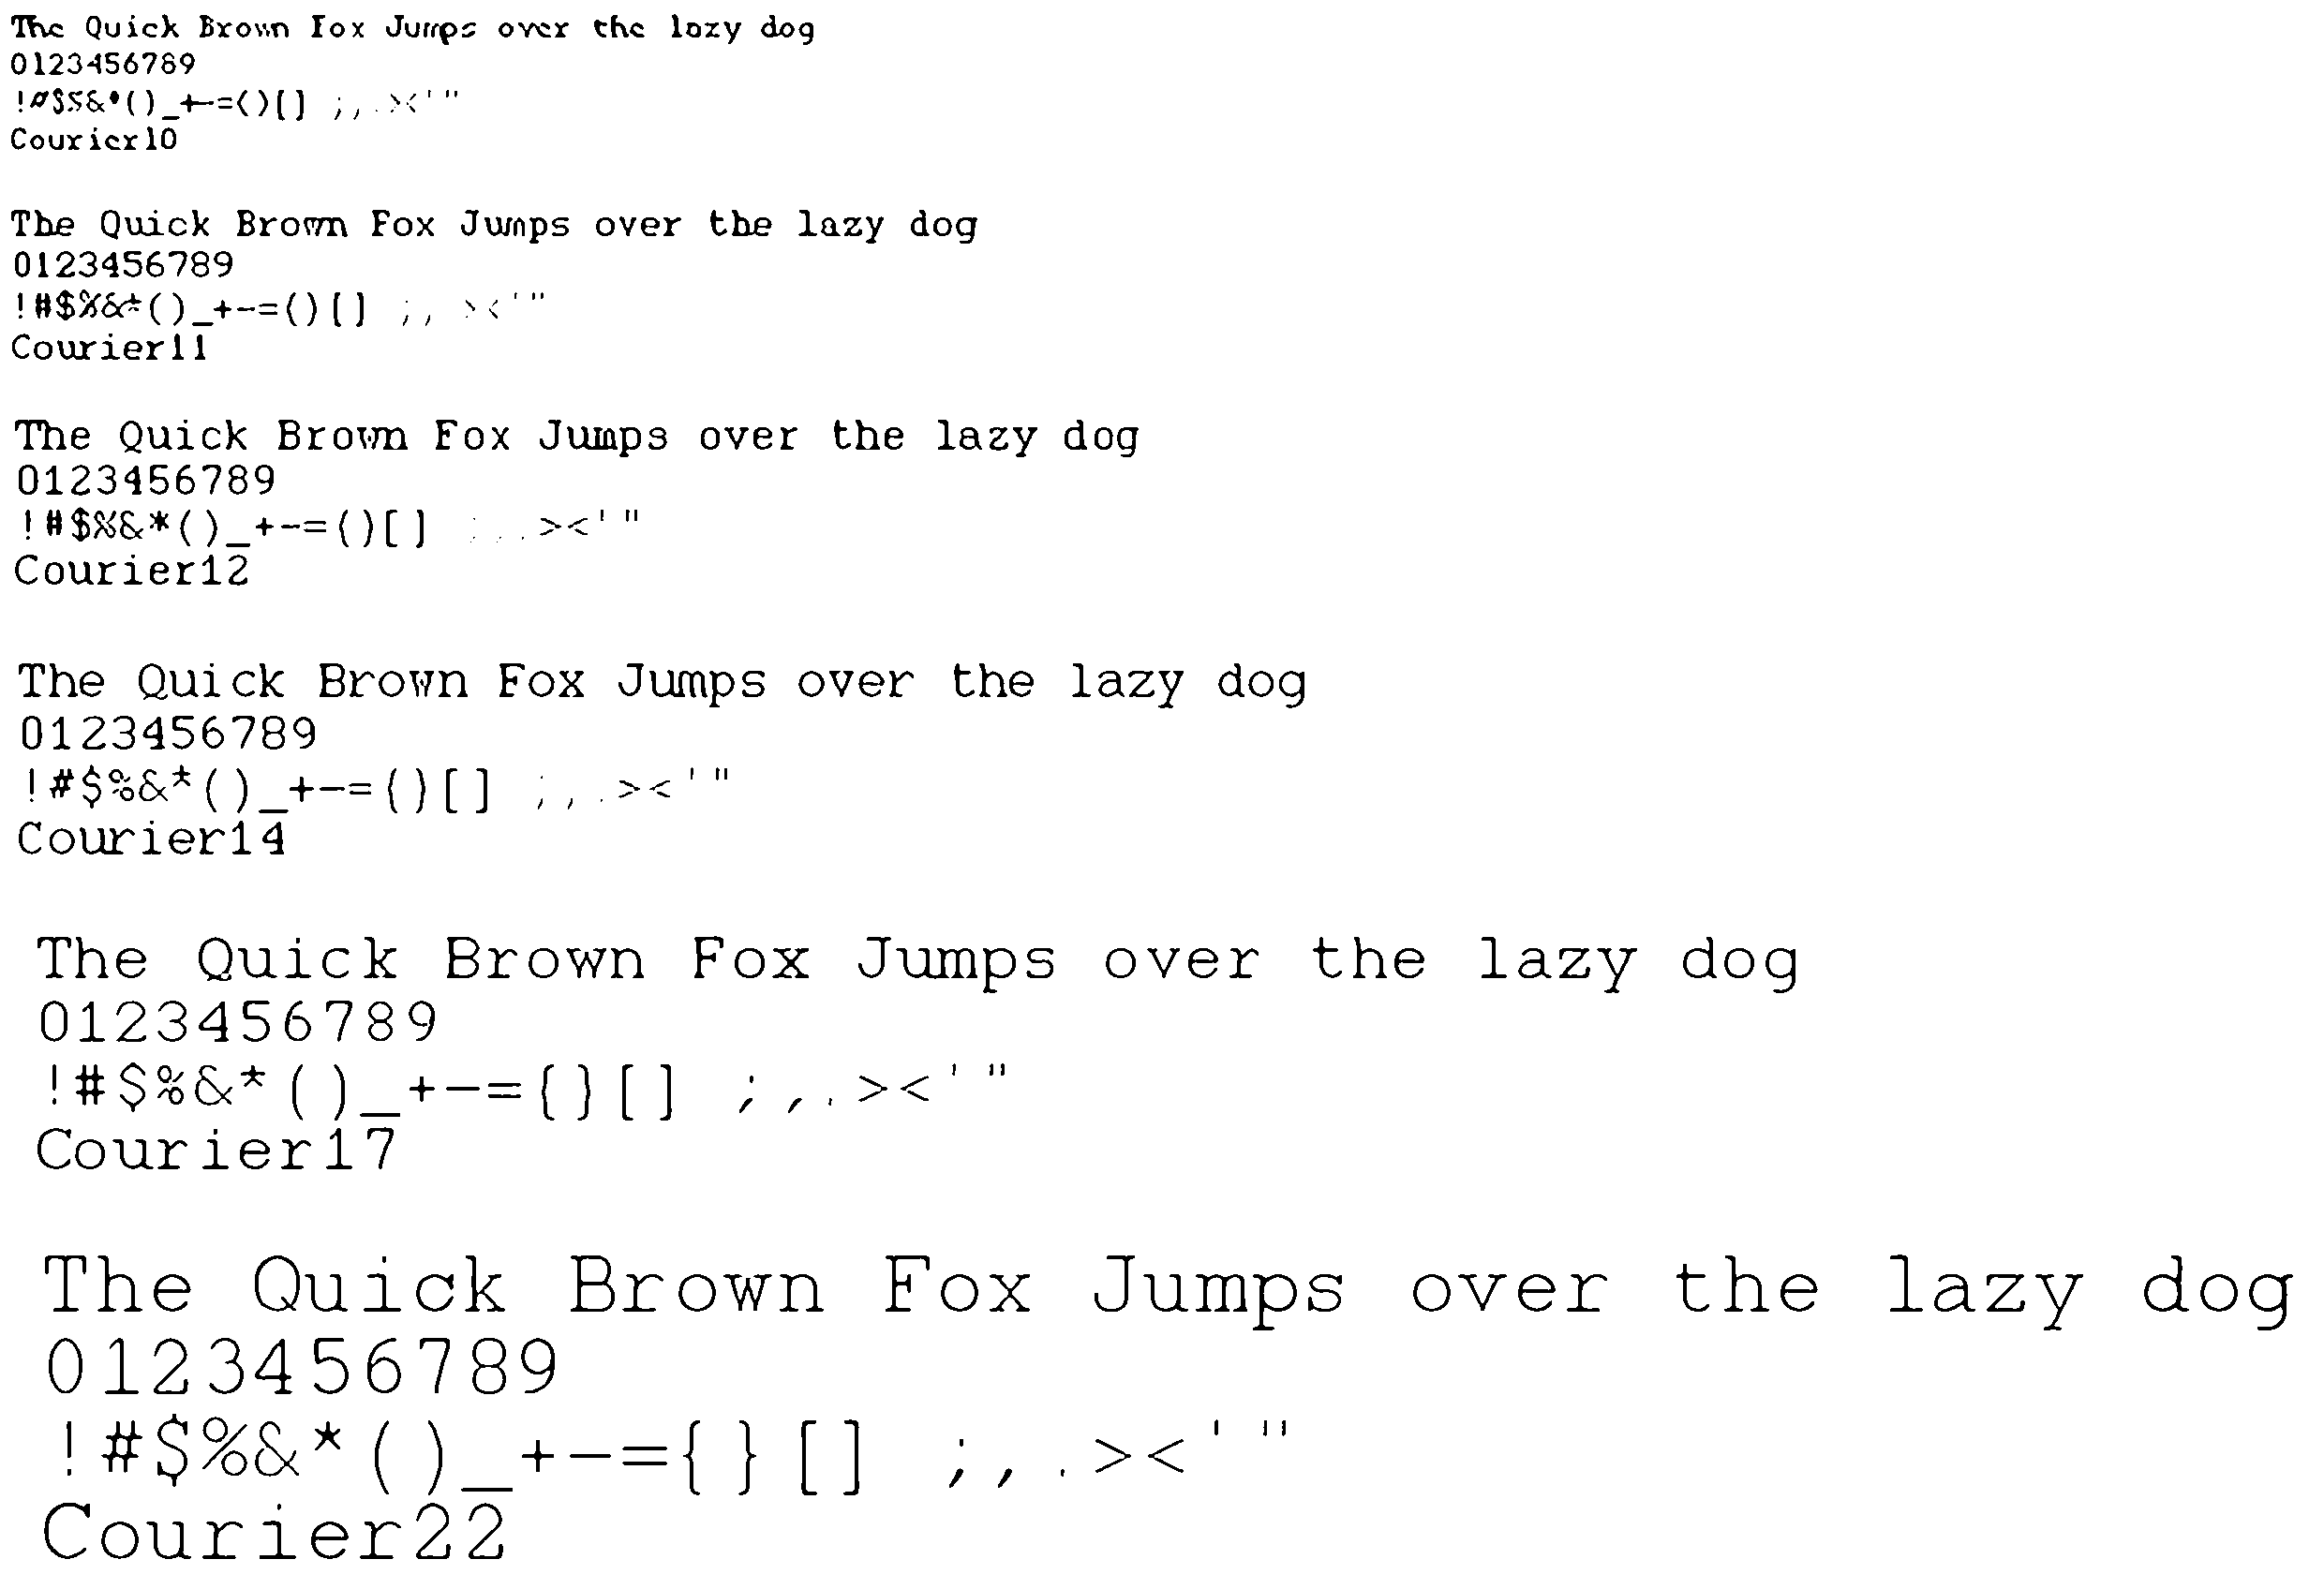 The Quick Brown Fox Jumps over the lazy dog
0123456789
!#$%&*()_+-=()[] ;,.><'"
Courier10
The Quick Brown Fox Jumps over the lazy dog
0123456789
!#$%&*()_+-=()[] ;, ><'"
Courier11
The Quick Brown Fox Jumps over the lazy dog
0123456789
!#$%&*()_+-=()[] ;,.><'"
Courier12
The Quick Brown Fox Jumps over the lazy dog
0123456789
!#$%&*()_+-=()[] ;,.><'"
Courier14
The Quick Brown Fox Jumps over the lazy dog
0123456789
!#$%&*()_+-={}[] ;,.><'"
Courier17
The Quick Brown Fox Jumps over the lazy dog
0123456789
!#$%&*()_+-={}[] ;,.><'"
Courier22